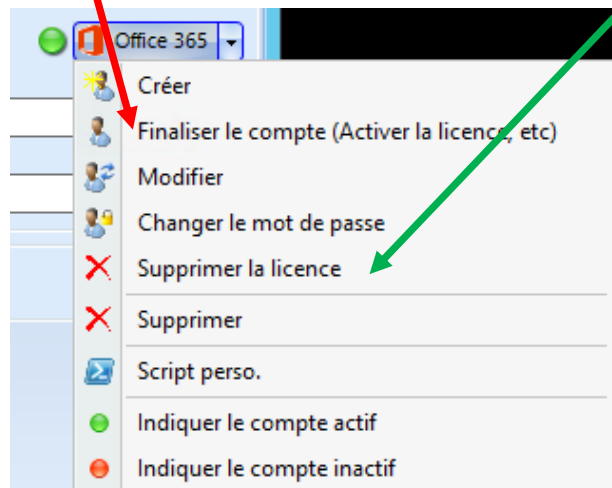 Office 365
Créer
Finaliser le compte (Activer la licence, etc)
Modifier
Changer le mot de passe
Supprimer la licence
Supprimer
Script perso.
Indiquer le compte actif
Indiquer le compte inactif